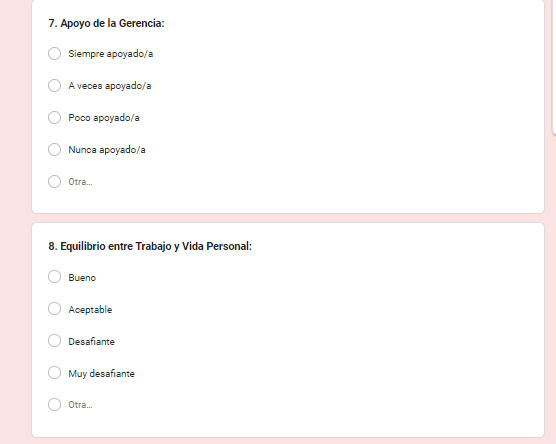 7. Apoyo de la Gerencia:
Siempre apoyado/a
A veces apoyado/a
Poco apoyado/a
Nunca apoyado/a
Otra...
8. Equilibrio entre Trabajo y Vida Personal:
Bueno
Aceptable
Desafiante
Muy desafiante
Otra...